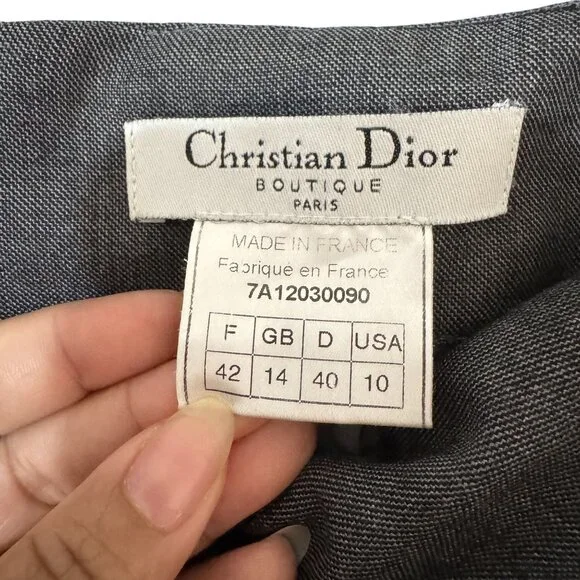 Christian Dior
BOUTIQUE
PARIS
MADE IN FRANCE
Fabrique en France
7A12030090
F GB D USA
42 14 40 10